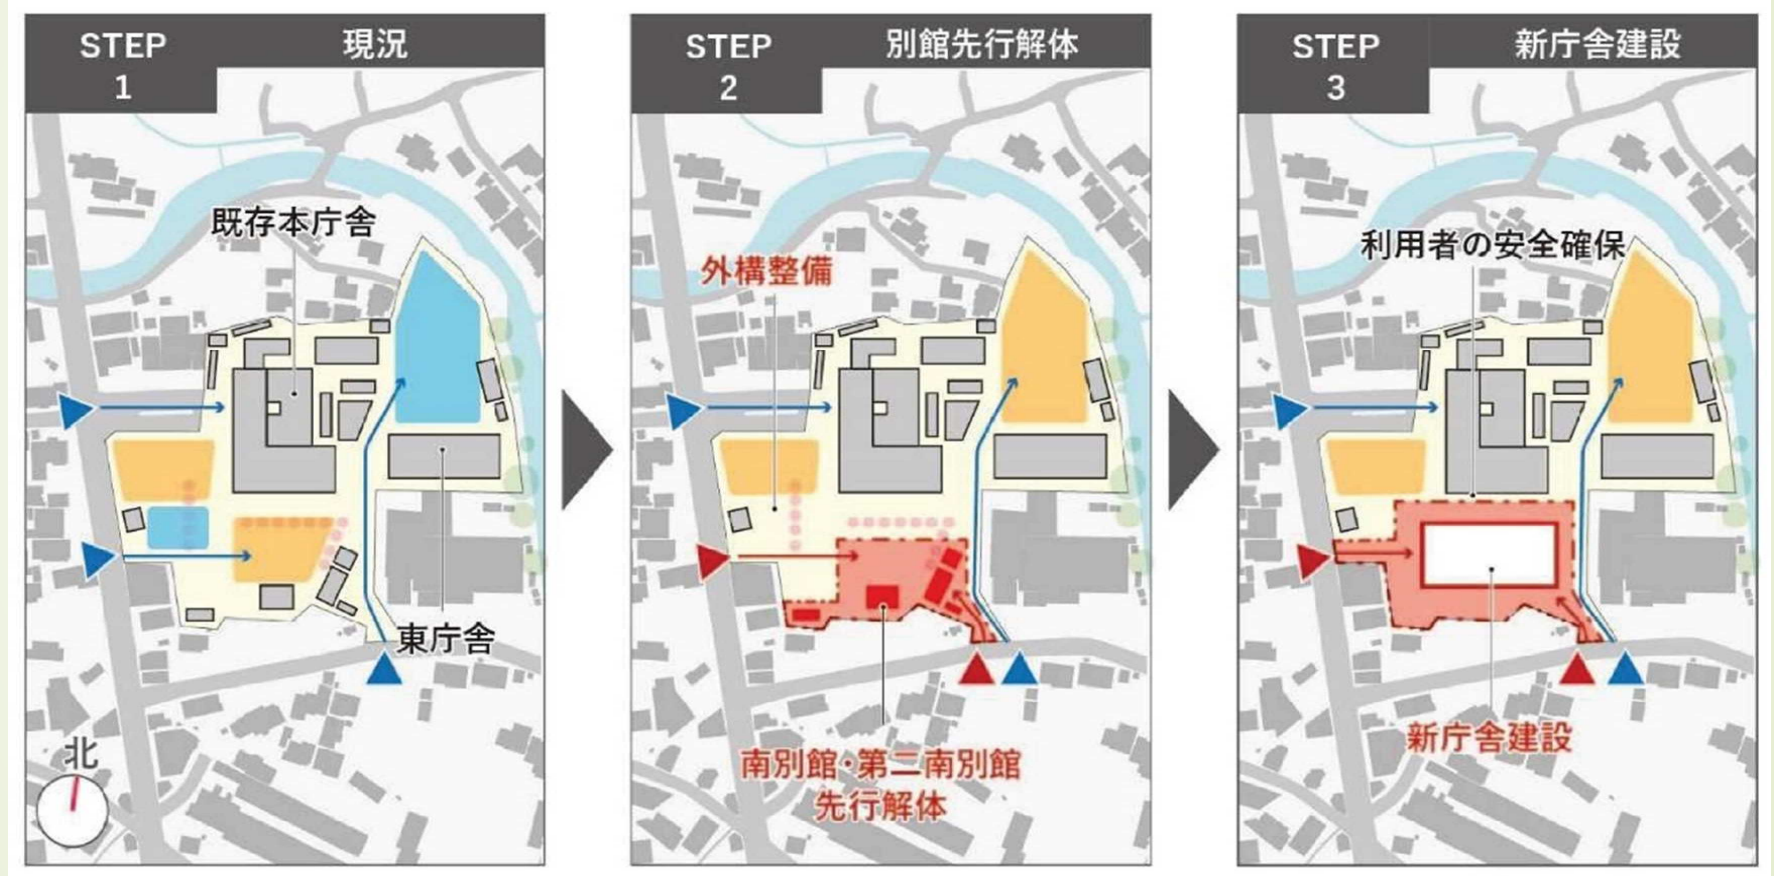 STEP
1
現況
既存本庁舎
東庁舎
北
STEP
2
別館先行解体
外構整備
南別館・第二南別館
先行解体
STEP
3
新庁舎建設
利用者の安全確保
新庁舎建設